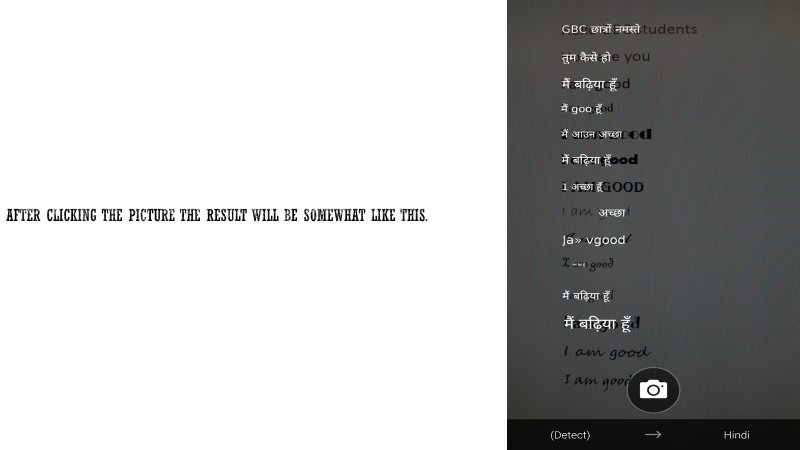 AFTER CLICKING THE PICTURE THE RESULT WILL BE SOMEWHAT LIKE THIS.
GBC छात्रों नमस्ते tudents
तुम कैसे हो e you
मैं बढ़िया हूँ od
मैं goo हूँ od
मैं आउन अच्छा OOD
मैं बढ़िया हूँ ood
1 अच्छा हूँ GOOD
I am अच्छा
Ja» vgood
I good
मैं बढ़िया हूँ
मैं बढ़िया हूँ d
I am good
I am good
(Detect) → Hindi